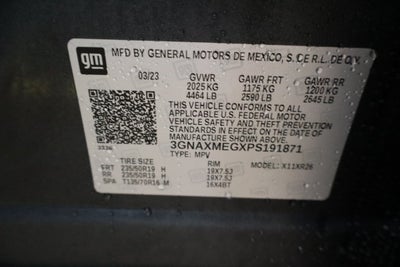 gm
MFD BY GENERAL MOTORS DE MEXICO, S. DE R.L. DE C.V.
03/23 GVWR GAWR FRT GAWR RR
2025 KG 1175 KG 1200 KG
4464 LB 2590 LB 2645 LB
THIS VEHICLE CONFORMS TO ALL
APPLICABLE U.S. FEDERAL MOTOR
VEHICLE SAFETY, BUMPER, AND THEFT
PREVENTION STANDARDS IN EFFECT ON
THE DATE OF MANUFACTURE SHOWN ABOVE.
3GNAXMEGXPS191871
TYPE: MPV MODEL: X11XR26
TIRE SIZE RIM
FRT 235/50R19 H 19X7.5J
RR 235/50R19 H 19X7.5J
SPA T135/70R16 M 16X4BT